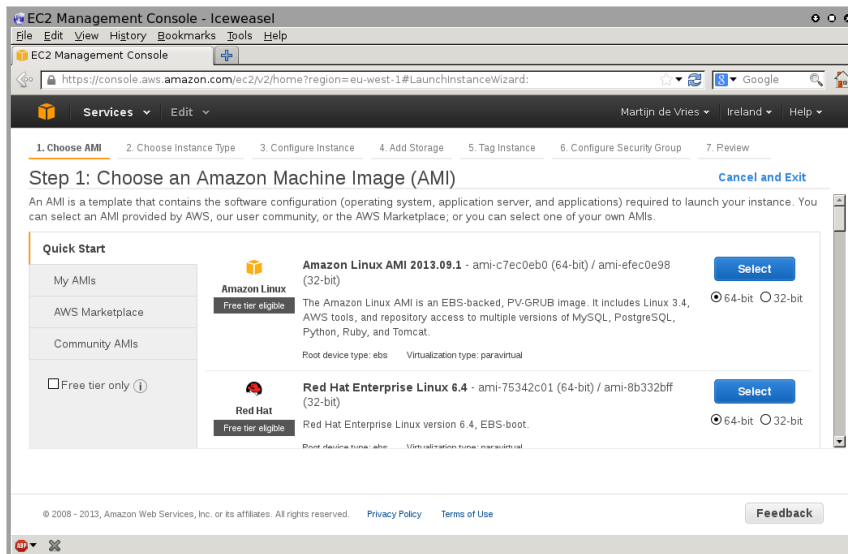 EC2 Management Console - Iceweasel
File Edit View History Bookmarks Tools Help
EC2 Management Console
https://console.aws.amazon.com/ec2/v2/home?region=eu-west-1#LaunchInstanceWizard:
Google
Services Edit Martijn de Vries Ireland Help
1. Choose AMI 2. Choose Instance Type 3. Configure Instance 4. Add Storage 5. Tag Instance 6. Configure Security Group 7. Review
Step 1: Choose an Amazon Machine Image (AMI)
Cancel and Exit
An AMI is a template that contains the software configuration (operating system, application server, and applications) required to launch your instance. You
can select an AMI provided by AWS, our user community, or the AWS Marketplace; or you can select one of your own AMIs.
Quick Start
My AMIs
AWS Marketplace
Community AMIs
Free tier only
Amazon Linux
Free tier eligible
Amazon Linux AMI 2013.09.1 - ami-c7ec0eb0 (64-bit) / ami-efec0e98
(32-bit)
The Amazon Linux AMI is an EBS-backed, PV-GRUB image. It includes Linux 3.4,
AWS tools, and repository access to multiple versions of MySQL, PostgreSQL,
Python, Ruby, and Tomcat.
Root device type: ebs Virtualization type: paravirtual
Select
64-bit 32-bit
Red Hat
Free tier eligible
Red Hat Enterprise Linux 6.4 - ami-75342c01 (64-bit) / ami-8b332bff
(32-bit)
Red Hat Enterprise Linux version 6.4, EBS-boot.
Root device type: ebs Virtualization type: paravirtual
Select
64-bit 32-bit
© 2008 - 2013, Amazon Web Services, Inc. or its affiliates. All rights reserved. Privacy Policy Terms of Use
Feedback
ABP